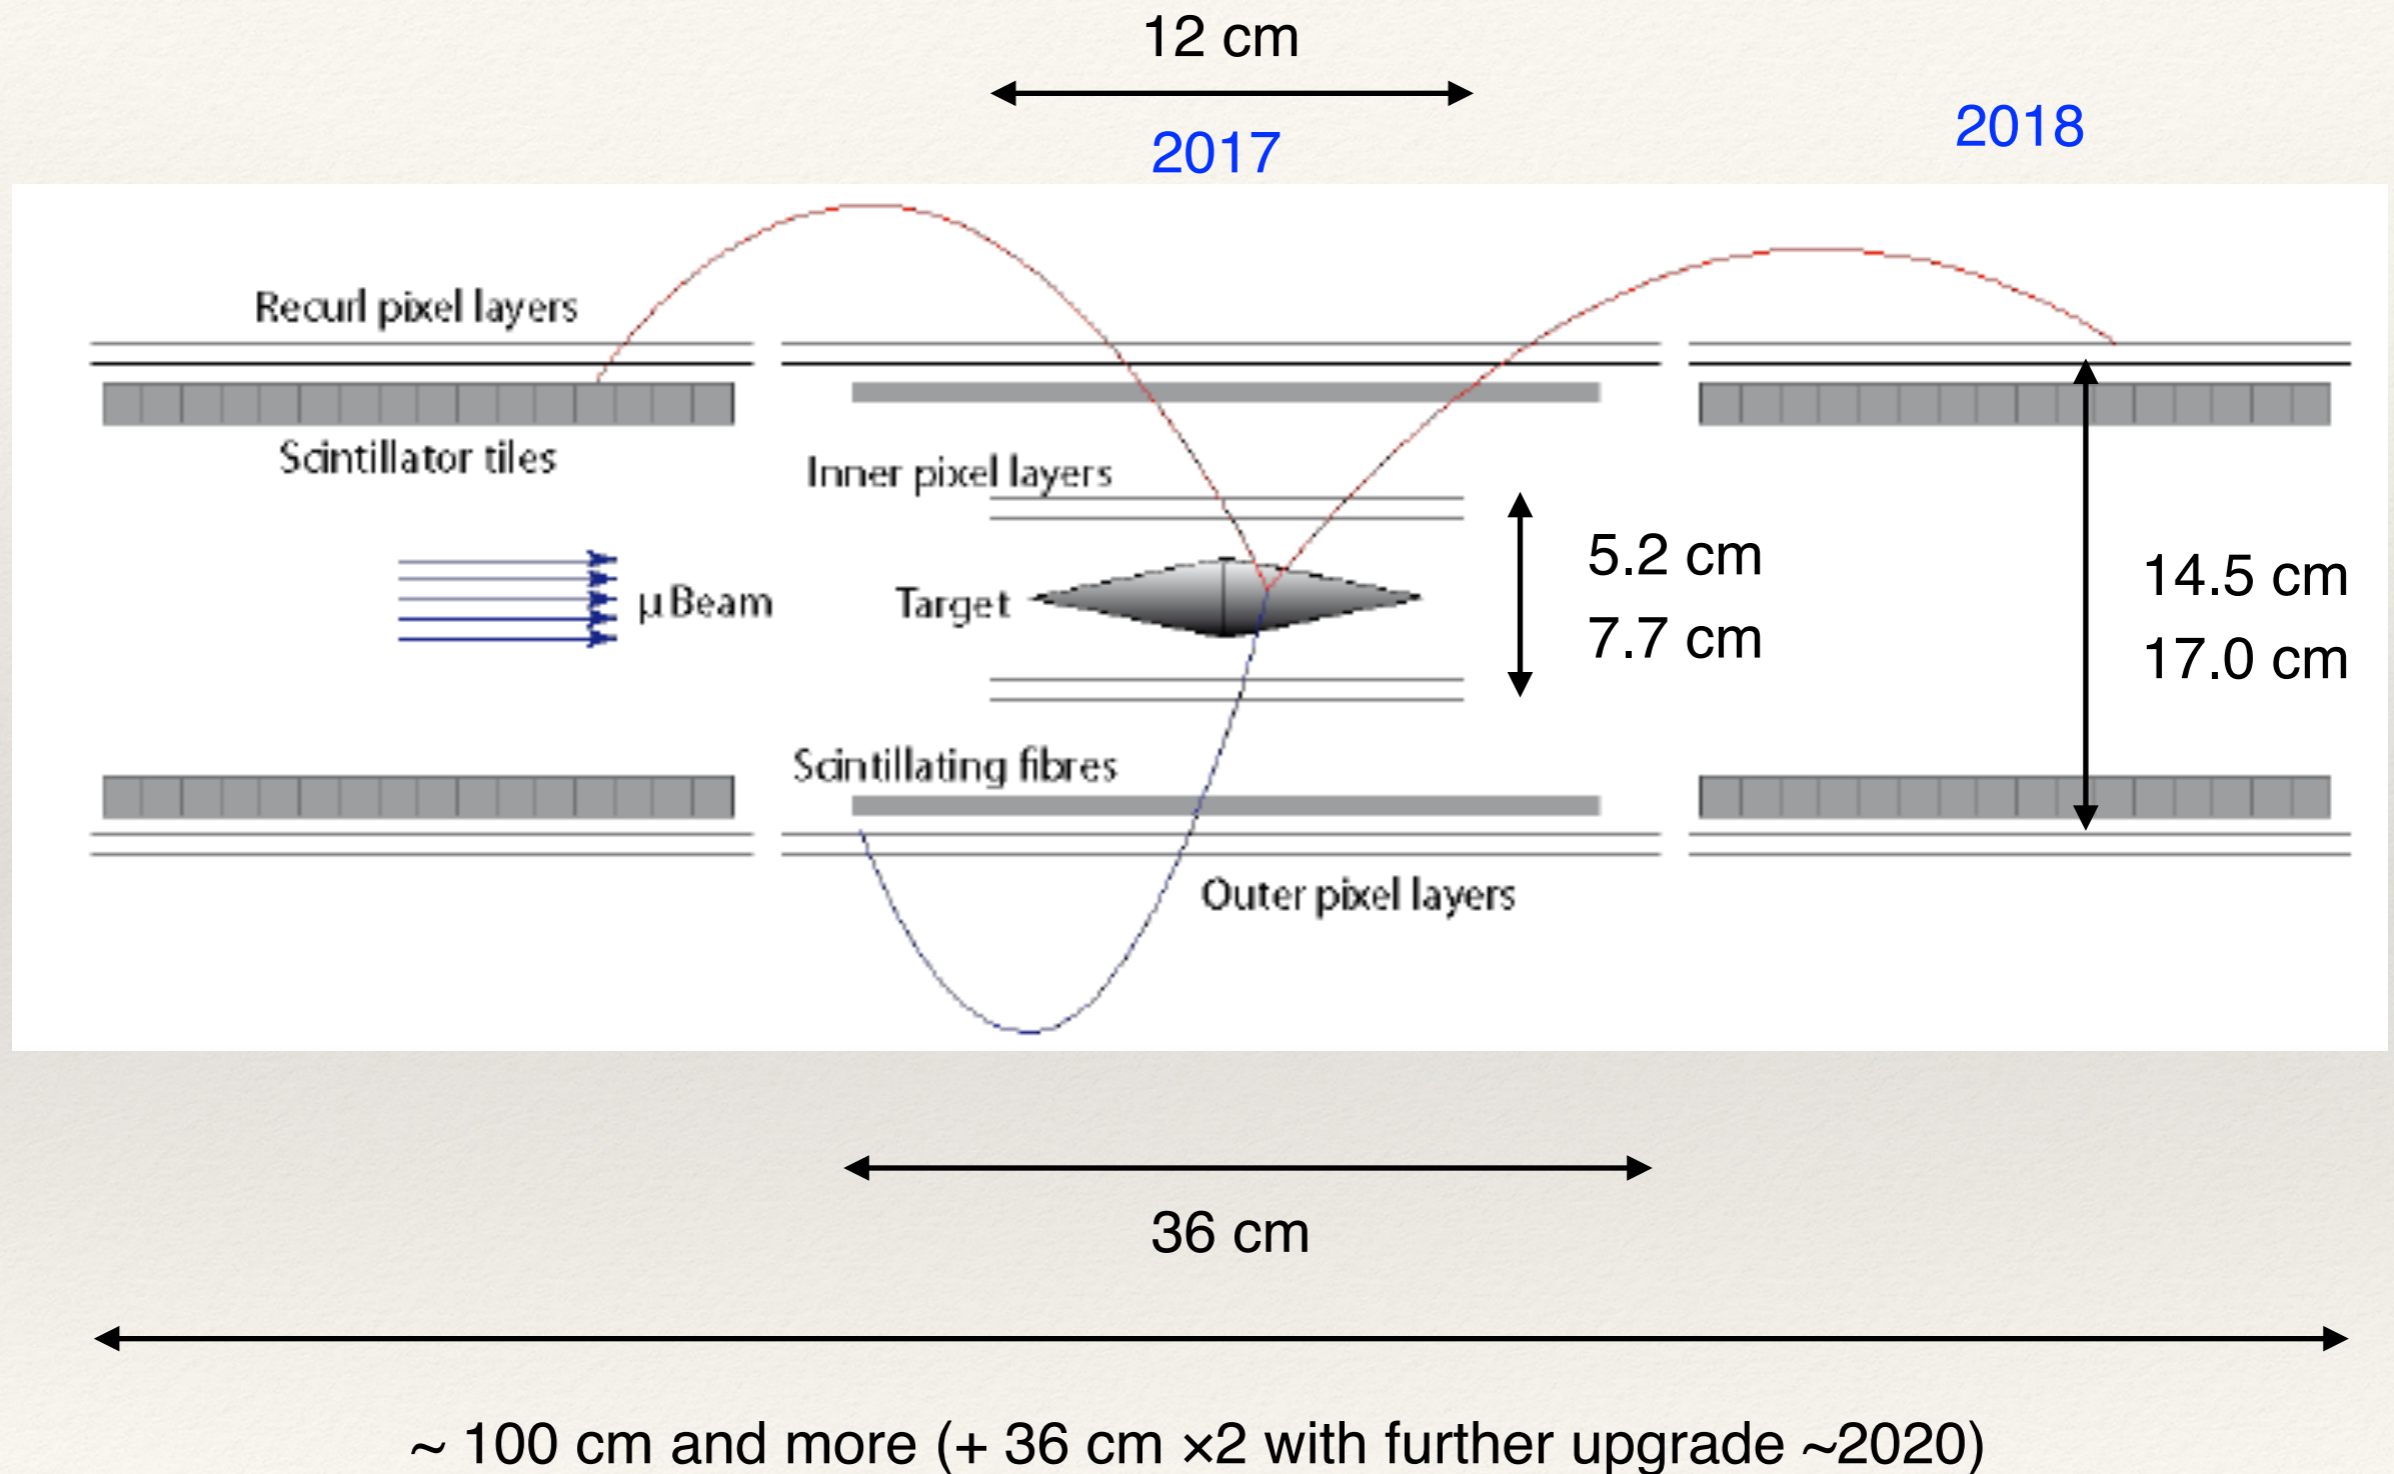 12 cm
2017
2018
Recurl pixel layers
Scintillator tiles
Inner pixel layers
μ Beam
Target
5.2 cm
7.7 cm
14.5 cm
17.0 cm
Scintillating fibres
Outer pixel layers
36 cm
~ 100 cm and more (+ 36 cm ×2 with further upgrade ~2020)